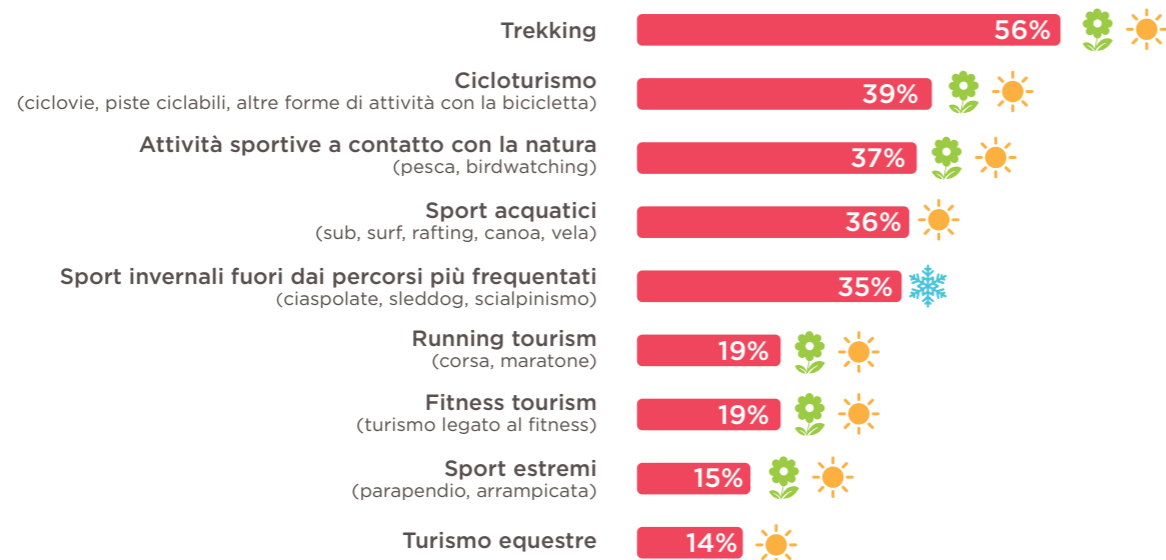 Trekking
56%
Cicloturismo
(ciclovie, piste ciclabili, altre forme di attività con la bicicletta)
39%
Attività sportive a contatto con la natura
(pesca, birdwatching)
37%
Sport acquatici
(sub, surf, rafting, canoa, vela)
36%
Sport invernali fuori dai percorsi più frequentati
(ciaspolate, sleddog, scialpinismo)
35%
Running tourism
(corsa, maratone)
19%
Fitness tourism
(turismo legato al fitness)
19%
Sport estremi
(parapendio, arrampicata)
15%
Turismo equestre
14%